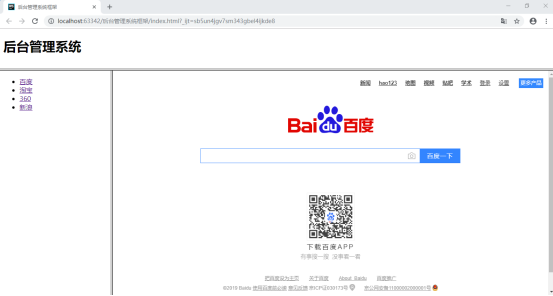 后台管理系统框架
localhost:63342/后台管理系统框架/index.html?_ijt=sb5un4jgv7sm343gbel4ijkde8
后台管理系统
百度
淘宝
360
新浪
新闻 hao123 地图 视频 贴吧 学术 登录 设置 更多产品
Bai du 百度
百度一下
下载百度APP
有事搜一搜 没事看一看
把百度设为主页 关于百度 About Baidu 百度推广
©2019 Baidu 使用百度前必读 意见反馈 京ICP证030173号 京公网安备11000002000001号